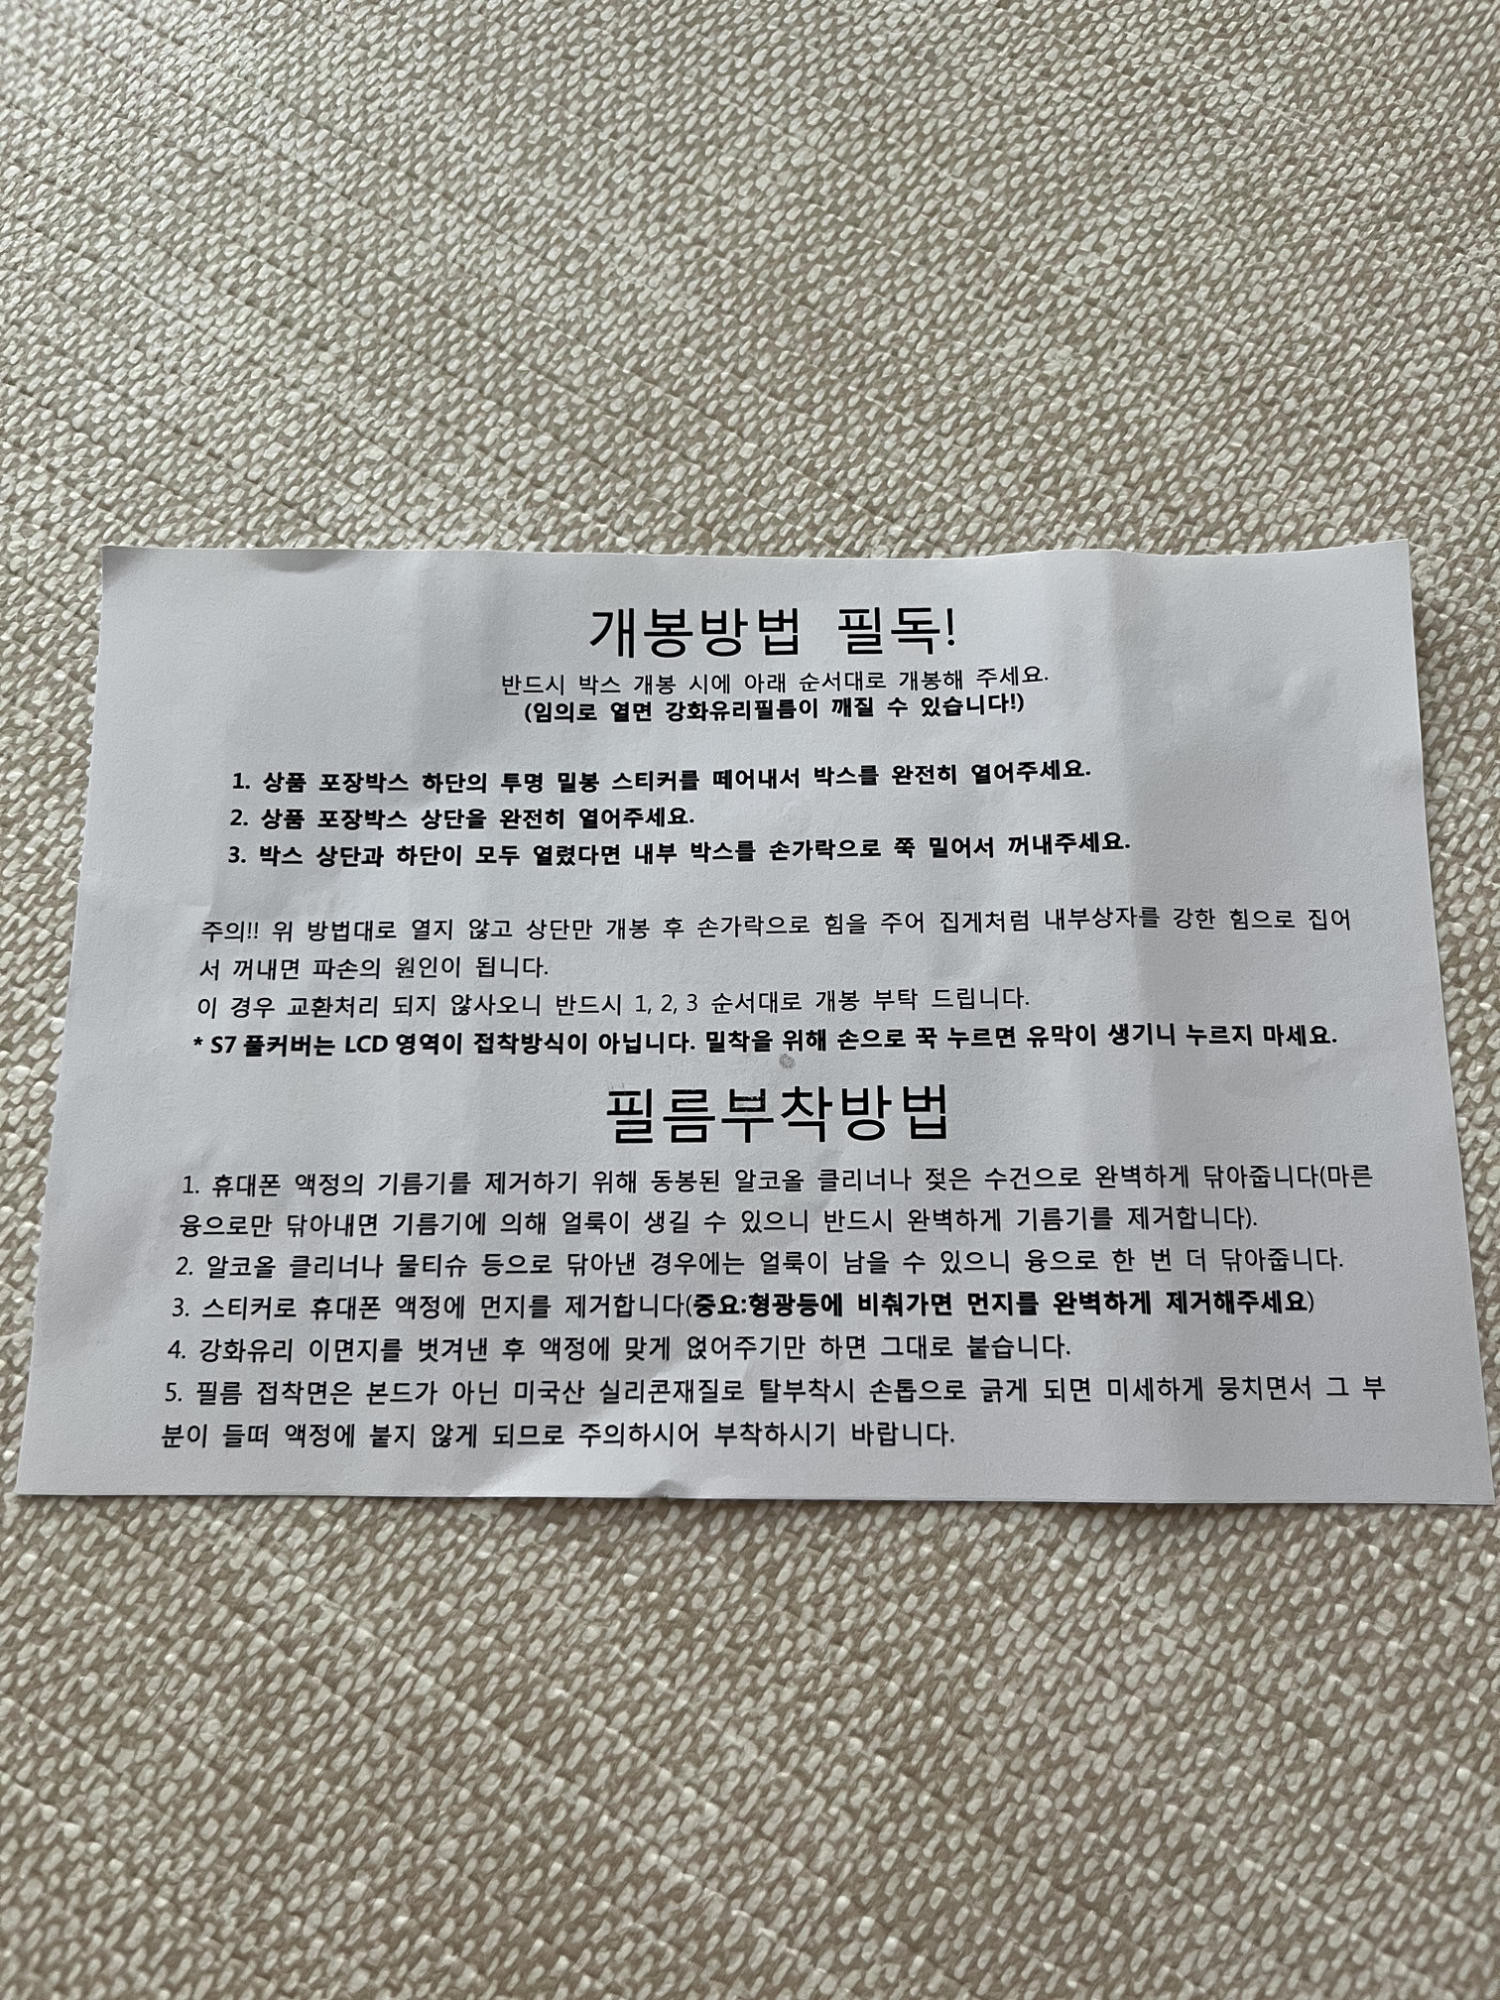 개봉방법 필독!
반드시 박스 개봉 시에 아래 순서대로 개봉해 주세요.
(임의로 열면 강화유리필름이 깨질 수 있습니다!)
1. 상품 포장박스 하단의 투명 밀봉 스티커를 떼어내서 박스를 완전히 열어주세요.
2. 상품 포장박스 상단을 완전히 열어주세요.
3. 박스 상단과 하단이 모두 열렸다면 내부 박스를 손가락으로 쭉 밀어서 꺼내주세요.
주의!! 위 방법대로 열지 않고 상단만 개봉 후 손가락으로 힘을 주어 집게처럼 내부상자를 강한 힘으로 집어
서 꺼내면 파손의 원인이 됩니다.
이 경우 교환처리 되지 않사오니 반드시 1, 2, 3 순서대로 개봉 부탁 드립니다.
* S7 풀커버는 LCD 영역이 접착방식이 아닙니다. 밀착을 위해 손으로 꾹 누르면 유막이 생기니 누르지 마세요.
필름부착방법
1. 휴대폰 액정의 기름기를 제거하기 위해 동봉된 알코올 클리너나 젖은 수건으로 완벽하게 닦아줍니다(마른
융으로만 닦아내면 기름기에 의해 얼룩이 생길 수 있으니 반드시 완벽하게 기름기를 제거합니다).
2. 알코올 클리너나 물티슈 등으로 닦아낸 경우에는 얼룩이 남을 수 있으니 융으로 한 번 더 닦아줍니다.
3. 스티커로 휴대폰 액정에 먼지를 제거합니다(중요:형광등에 비춰가면 먼지를 완벽하게 제거해주세요)
4. 강화유리 이면지를 벗겨낸 후 액정에 맞게 얹어주기만 하면 그대로 붙습니다.
5. 필름 접착면은 본드가 아닌 미국산 실리콘재질로 탈부착시 손톱으로 긁게 되면 미세하게 뭉치면서 그 부
분이 들떠 액정에 붙지 않게 되므로 주의하시어 부착하시기 바랍니다.